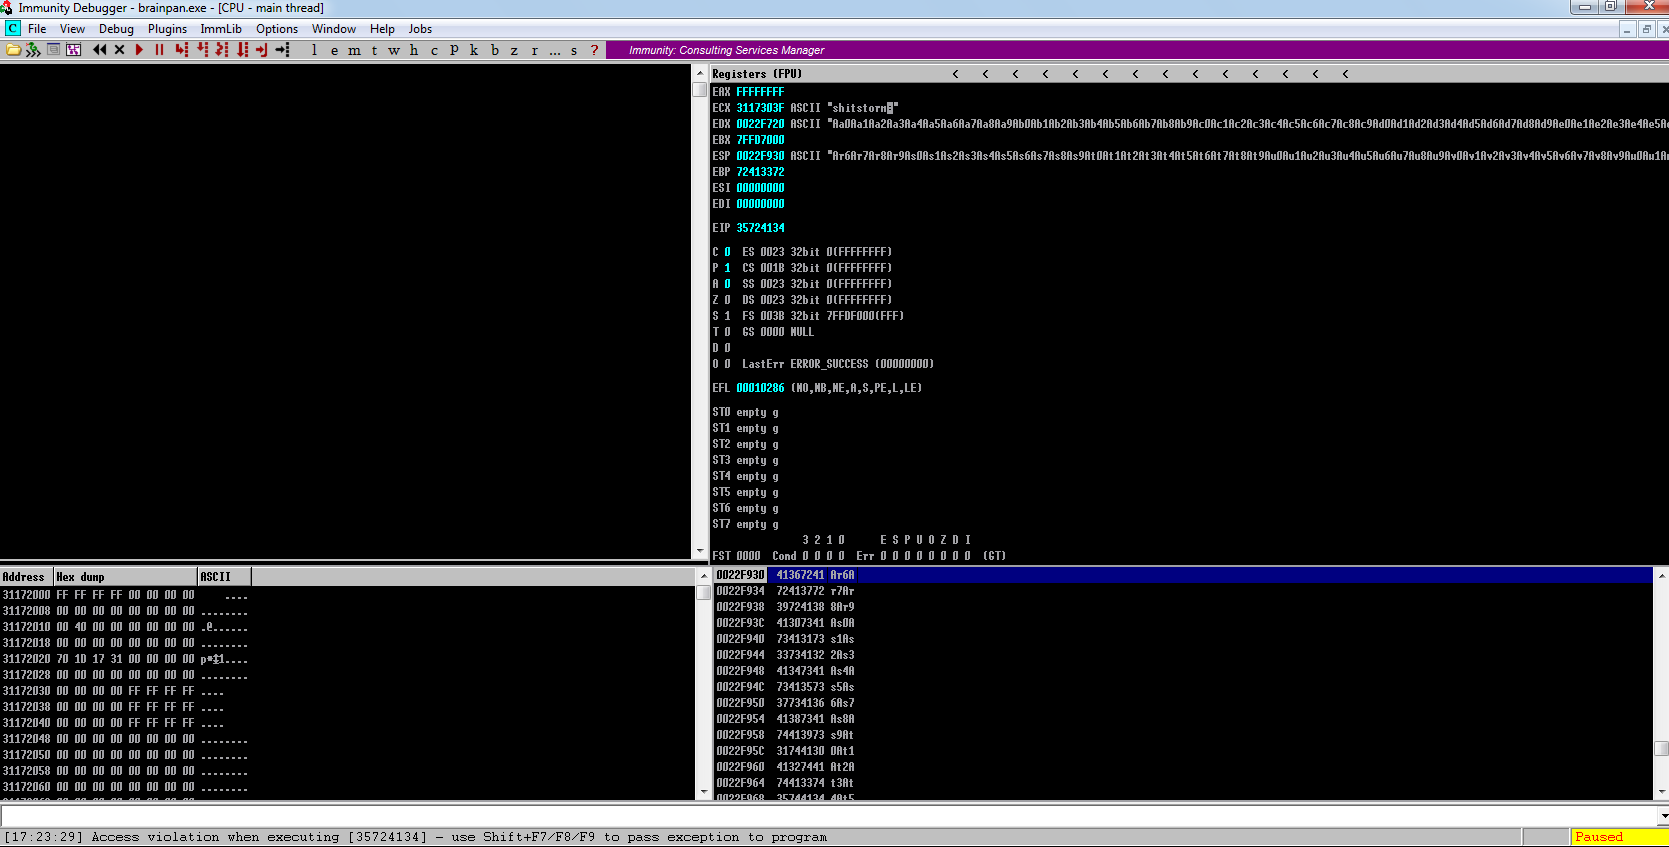 Immunity Debugger - brainpan.exe - [CPU - main thread]
C File View Debug Plugins ImmLib Options Window Help Jobs
l e m t w h c P k b z r ... s ? Immunity: Consulting Services Manager
Registers (FPU) < < < < < < < < < < < < < <
EAX FFFFFFFF
ECX 3117303F ASCII "shitstorm
EDX 0022F720 ASCII "Aa0Aa1Aa2Aa3Aa4Aa5Aa6Aa7Aa8Aa9Ab0Ab1Ab2Ab3Ab4Ab5Ab6Ab7Ab8Ab9Ac0Ac1Ac2Ac3Ac4Ac5Ac6Ac7Ac8Ac9Ad0Ad1Ad2Ad3Ad4Ad5Ad6Ad7Ad8Ad9Ae0Ae1Ae2Ae3Ae4Ae5A
EBX 7FFD7000
ESP 0022F930 ASCII "Ar6Ar7Ar8Ar9As0As1As2As3As4As5As6As7As8As9At0At1At2At3At4At5At6At7At8At9Au0Au1Au2Au3Au4Au5Au6Au7Au8Au9Av0Av1Av2Av3Av4Av5Av6Av7Av8Av9Aw0Aw1A
EBP 72413372
ESI 00000000
EDI 00000000
EIP 35724134
C 0 ES 0023 32bit 0(FFFFFFFF)
P 1 CS 001B 32bit 0(FFFFFFFF)
A 0 SS 0023 32bit 0(FFFFFFFF)
Z 0 DS 0023 32bit 0(FFFFFFFF)
S 1 FS 003B 32bit 7FFDF000(FFF)
T 0 GS 0000 NULL
D 0
O 0 LastErr ERROR_SUCCESS (00000000)
EFL 00010286 (NO,NB,NE,A,S,PE,L,LE)
ST0 empty g
ST1 empty g
ST2 empty g
ST3 empty g
ST4 empty g
ST5 empty g
ST6 empty g
ST7 empty g
3 2 1 0 E S P U O Z D I
FST 0000 Cond 0 0 0 0 Err 0 0 0 0 0 0 0 0 (GT)
Address Hex dump ASCII
31172000 FF FF FF FF 00 00 00 00 ....
31172008 00 00 00 00 00 00 00 00 ........
31172010 00 40 00 00 00 00 00 00 .@......
31172018 00 00 00 00 00 00 00 00 ........
31172020 70 1D 17 31 00 00 00 00
31172028 00 00 00 00 00 00 00 00 ........
31172030 00 00 00 00 FF FF FF FF ....
31172038 00 00 00 00 FF FF FF FF ....
31172040 00 00 00 00 FF FF FF FF ....
31172048 00 00 00 00 00 00 00 00 ........
31172050 00 00 00 00 00 00 00 00 ........
31172058 00 00 00 00 00 00 00 00 ........
31172060 00 00 00 00 00 00 00 00 ........
0022F930 41367241 Ar6A
0022F934 72413772 r7Ar
0022F938 39724138 8Ar9
0022F93C 41307341 As0A
0022F940 73413173 s1As
0022F944 33734132 2As3
0022F948 41347341 As4A
0022F94C 73413573 s5As
0022F950 37734136 6As7
0022F954 41387341 As8A
0022F958 74413973 s9At
0022F95C 31744130 0At1
0022F960 41327441 At2A
0022F964 74413374 t3At
0022F968 35744134 4At5
[17:23:29] Access violation when executing [35724134] - use Shift+F7/F8/F9 to pass exception to program
Paused